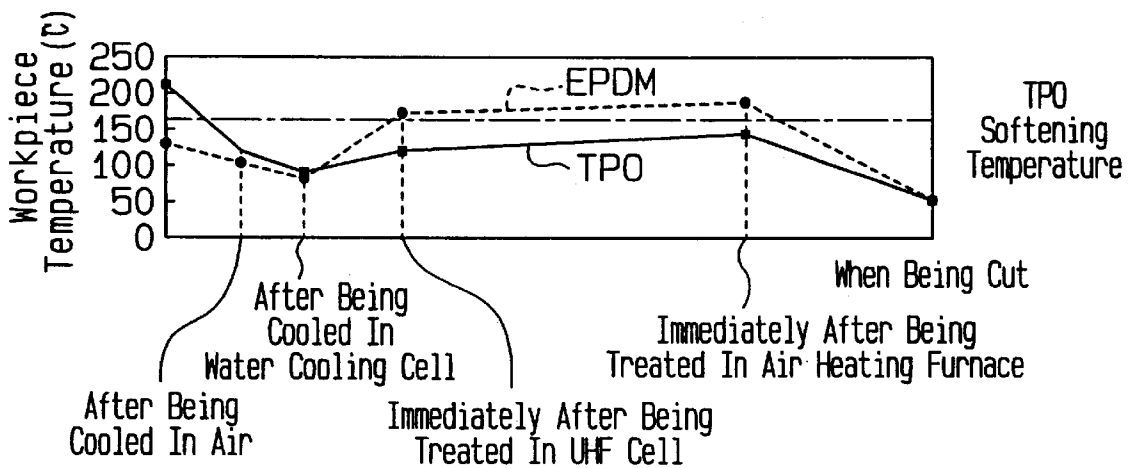 Workpiece
Temperature (C)
250
200
150
100
50
0
EPDM
TPO
TPO
Softening
Temperature
When Being Cut
After Being
Cooled In
Water Cooling Cell
Immediately After Being
Treated In Air Heating Furnace
After Being
Cooled In Air
Immediately After Being
Treated In UHF Cell